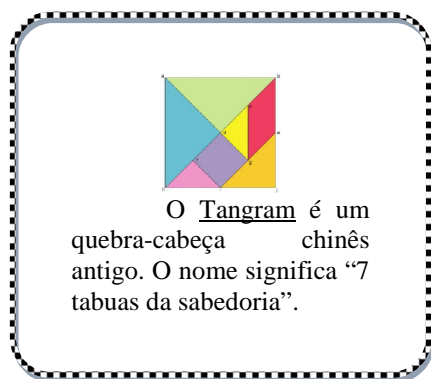 a b
O Tangram é um
quebra-cabeça chinês
antigo. O nome significa “7
tabuas da sabedoria”.